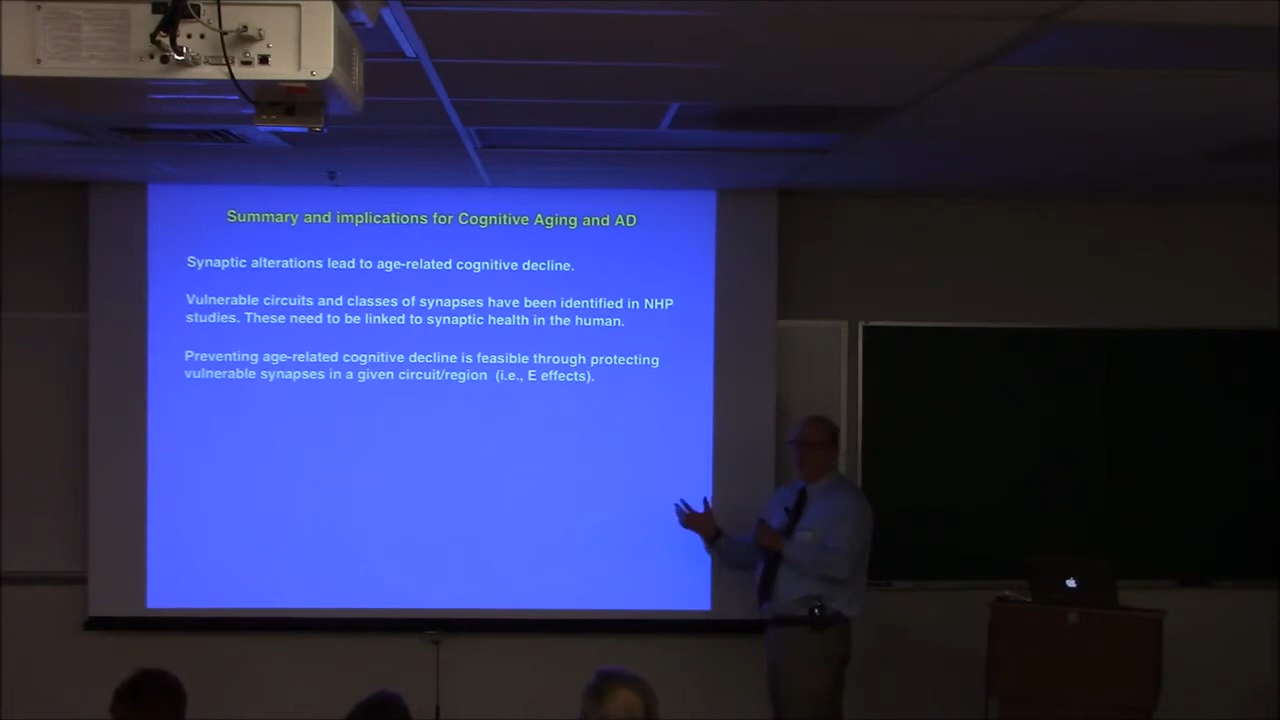 Summary and implications for Cognitive Aging and AD
Synaptic alterations lead to age-related cognitive decline.
Vulnerable circuits and classes of synapses have been identified in NHP
studies. These need to be linked to synaptic health in the human.
Preventing age-related cognitive decline is feasible through protecting
vulnerable synapses in a given circuit/region (i.e., E effects).